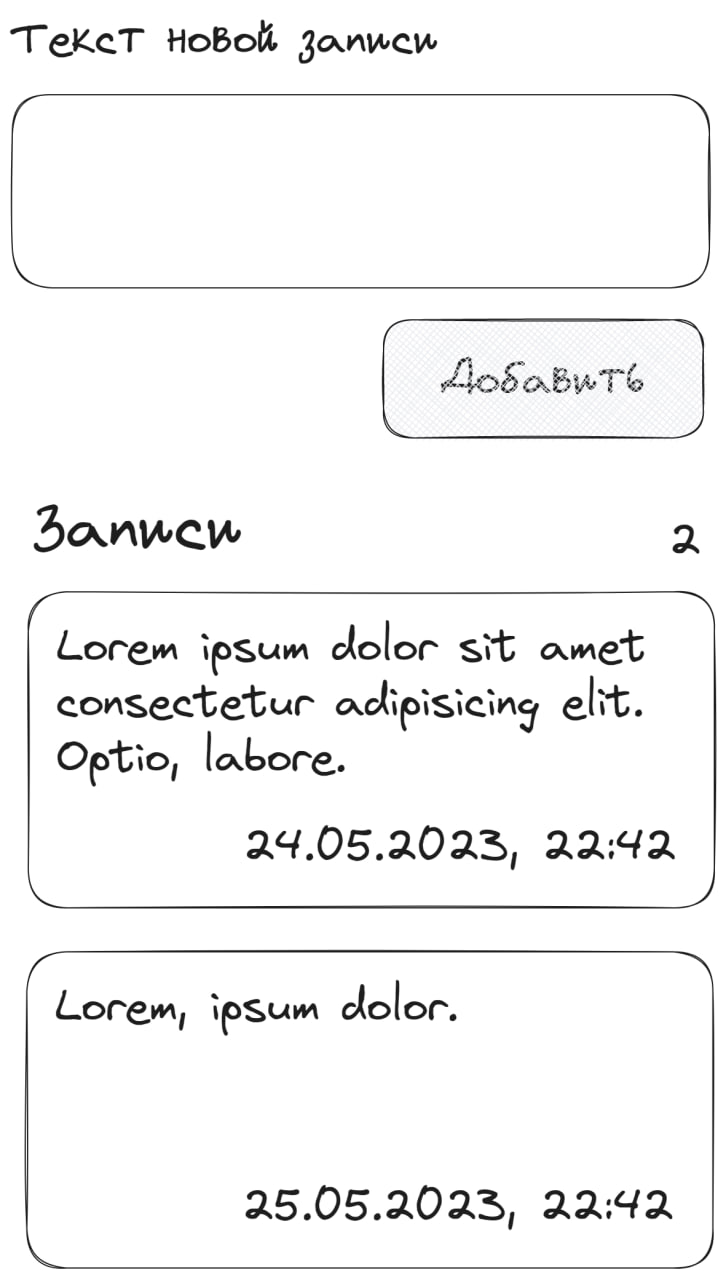 Текст новой записи
Добавить
Записи
2
Lorem ipsum dolor sit amet
consectetur adipisicing elit.
Optio, labore.
24.05.2023, 22:42
Lorem, ipsum dolor.
25.05.2023, 22:42